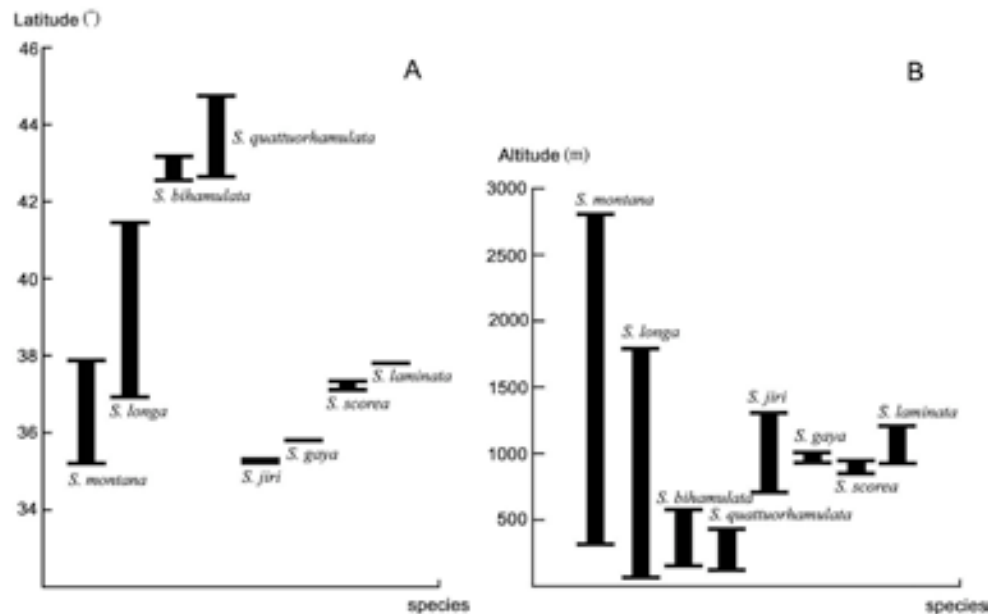 Latitude (°)
A
46
44
42
40
38
36
34
S. quattuorhamulata
S. bihamulata
S. longa
S. montana
S. jiri
S. gaya
S. scorea
S. laminata
species
B
Altitude (m)
3000
2500
2000
1500
1000
500
S. montana
S. longa
S. bihamulata
S. quattuorhamulata
S. jiri
S. gaya
S. scorea
S. laminata
species